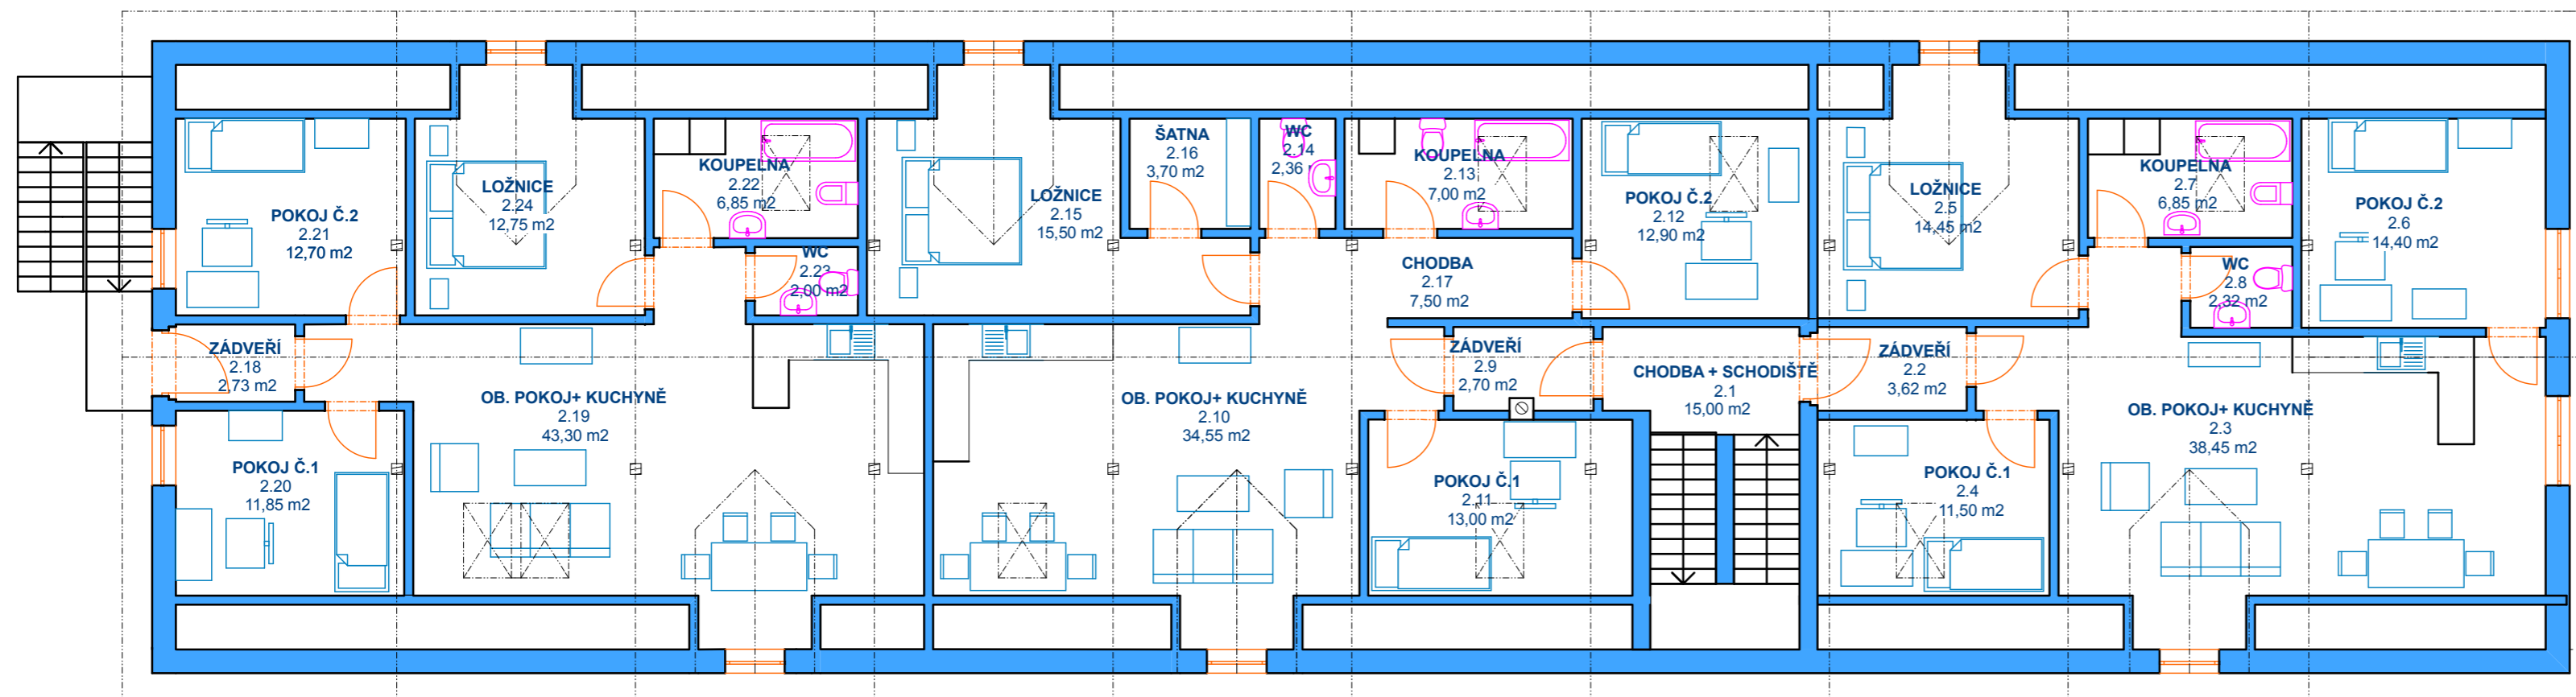 POKOJ Č.2
2.21
12,70 m2
LOŽNICE
2.24
12,75 m2
KOUPELNA
2.22
6,85 m2
WC
2.23
2,00 m2
LOŽNICE
2.15
15,50 m2
ŠATNA
2.16
3,70 m2
WC
2.14
2,36
KOUPELNA
2.13
7,00 m2
CHODBA
2.17
7,50 m2
POKOJ Č.2
2.12
12,90 m2
LOŽNICE
2.5
14,45 m2
KOUPELNA
2.7
6,85 m2
WC
2.8
2,32 m2
POKOJ Č.2
2.6
14,40 m2
ZÁDVEŘÍ
2.18
2,73 m2
OB. POKOJ+ KUCHYNĚ
2.19
43,30 m2
POKOJ Č.1
2.20
11,85 m2
OB. POKOJ+ KUCHYNĚ
2.10
34,55 m2
ZÁDVEŘÍ
2.9
2,70 m2
CHODBA + SCHODIŠTĚ
2.1
15,00 m2
ZÁDVEŘÍ
2.2
3,62 m2
POKOJ Č.1
2.11
13,00 m2
POKOJ Č.1
2.4
11,50 m2
OB. POKOJ+ KUCHYNĚ
2.3
38,45 m2